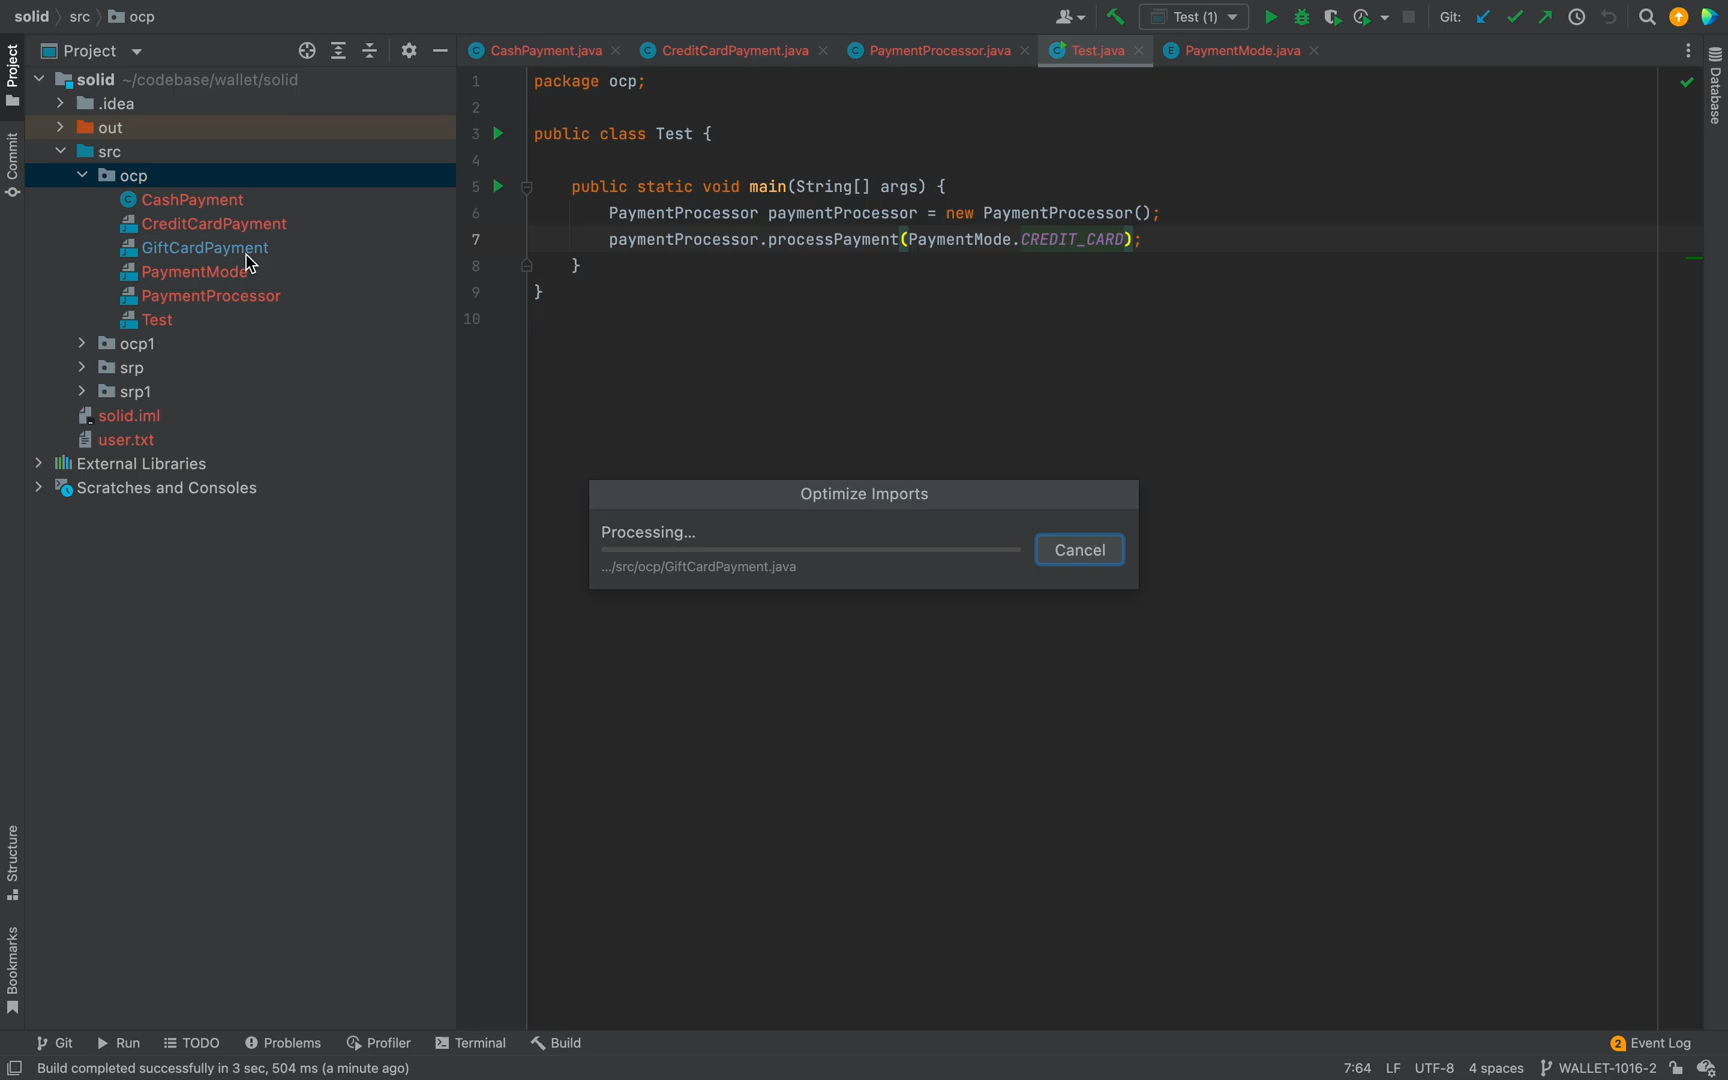 solid src ocp
Test (1)
Git:
Project
CashPayment.java
CreditCardPayment.java
PaymentProcessor.java
Test.java
PaymentMode.java
Project
Commit
Structure
Bookmarks
Database
solid ~/codebase/wallet/solid
.idea
out
src
ocp
CashPayment
CreditCardPayment
GiftCardPayment
PaymentMode
PaymentProcessor
Test
ocp1
srp
srp1
solid.iml
user.txt
External Libraries
Scratches and Consoles
1 package ocp;
2
3 public class Test {
4
5 public static void main(String[] args) {
6 PaymentProcessor paymentProcessor = new PaymentProcessor();
7 paymentProcessor.processPayment(PaymentMode.CREDIT_CARD);
8 }
9 }
10
Optimize Imports
Processing...
Cancel
.../src/ocp/GiftCardPayment.java
Git Run TODO Problems Profiler Terminal Build
2 Event Log
Build completed successfully in 3 sec, 504 ms (a minute ago)
7:64 LF UTF-8 4 spaces WALLET-1016-2